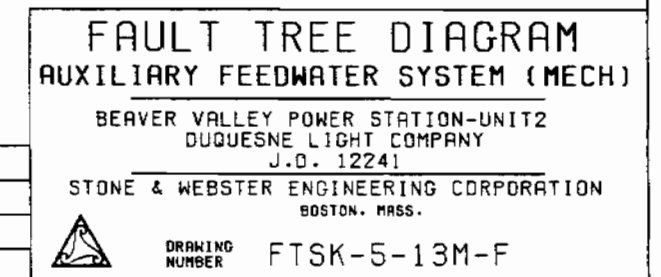 FAULT TREE DIAGRAM
AUXILIARY FEEDWATER SYSTEM (MECH)
BEAVER VALLEY POWER STATION-UNIT2
DUQUESNE LIGHT COMPANY
J.O. 12241
STONE & WEBSTER ENGINEERING CORPORATION
BOSTON. MASS.
DRAWING NUMBER FTSK-5-13M-F